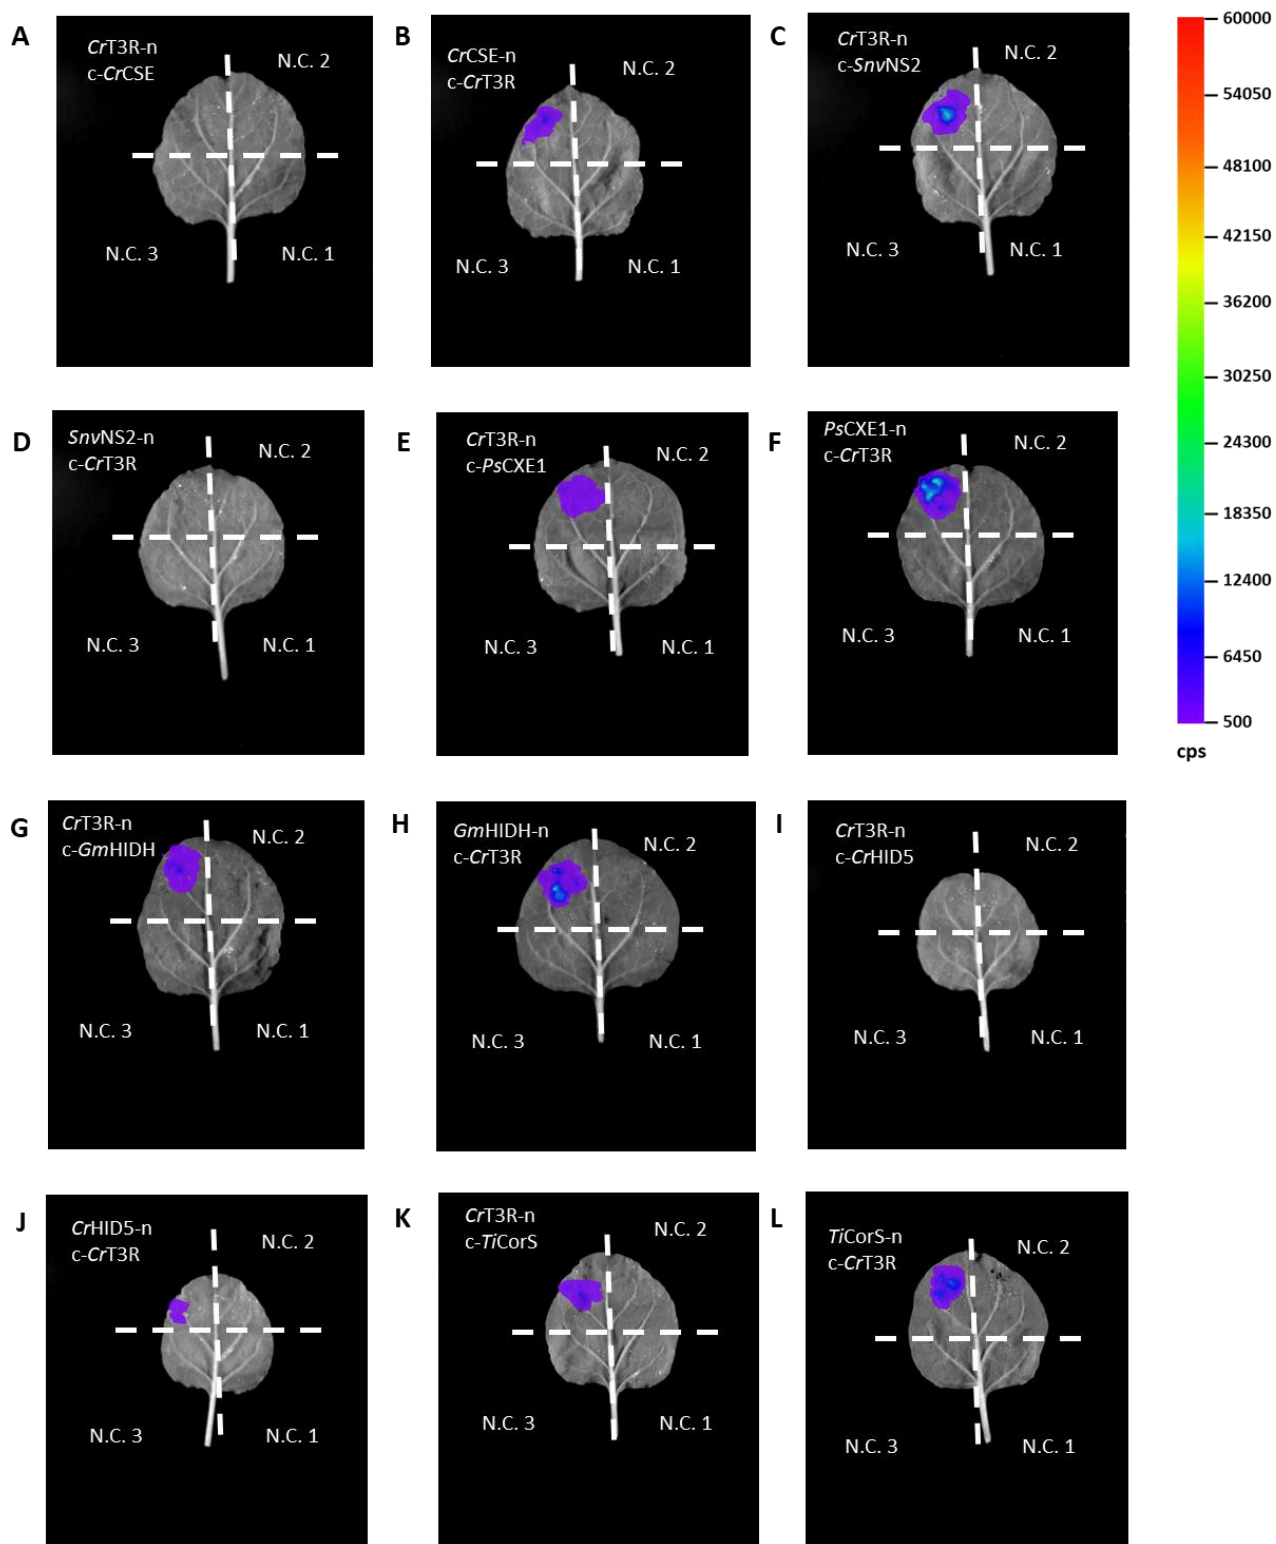 A
CrT3R-n
c-CrCSE
N.C. 2
N.C. 3
N.C. 1
B
CrCSE-n
c-CrT3R
N.C. 2
N.C. 3
N.C. 1
C
CrT3R-n
c-SnvNS2
N.C. 2
N.C. 3
N.C. 1
D
SnvNS2-n
c-CrT3R
N.C. 2
N.C. 3
N.C. 1
E
CrT3R-n
c-PsCXE1
N.C. 2
N.C. 3
N.C. 1
F
PsCXE1-n
c-CrT3R
N.C. 2
N.C. 3
N.C. 1
G
CrT3R-n
c-GmHIDH
N.C. 2
N.C. 3
N.C. 1
H
GmHIDH-n
c-CrT3R
N.C. 2
N.C. 3
N.C. 1
I
CrT3R-n
c-CrHID5
N.C. 2
N.C. 3
N.C. 1
J
CrHID5-n
c-CrT3R
N.C. 2
N.C. 3
N.C. 1
K
CrT3R-n
c-TiCorS
N.C. 2
N.C. 3
N.C. 1
L
TiCorS-n
c-CrT3R
N.C. 2
N.C. 3
N.C. 1
60000
54050
48100
42150
36200
30250
24300
18350
12400
6450
500
cps